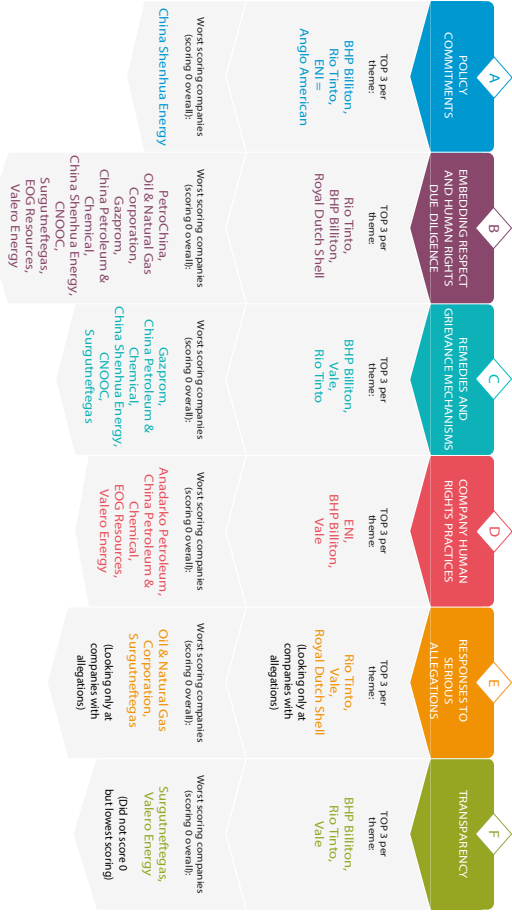 A
POLICY
COMMITMENTS
TOP 3 per
theme:
BHP Billiton,
Rio Tinto,
ENI =
Anglo American
Worst scoring companies
(scoring 0 overall):
China Shenhua Energy
B
EMBEDDING RESPECT
AND HUMAN RIGHTS
DUE DILIGENCE
TOP 3 per
theme:
Rio Tinto,
BHP Billiton,
Royal Dutch Shell
Worst scoring companies
(scoring 0 overall):
PetroChina,
Oil & Natural Gas
Corporation,
Gazprom,
China Petroleum &
Chemical,
China Shenhua Energy,
CNOOC,
Surgutneftegas,
EOG Resources,
Valero Energy
C
REMEDIES AND
GRIEVANCE MECHANISMS
TOP 3 per
theme:
BHP Billiton,
Vale,
Rio Tinto
Worst scoring companies
(scoring 0 overall):
Gazprom,
China Petroleum &
Chemical,
China Shenhua Energy,
CNOOC,
Surgutneftegas
D
COMPANY HUMAN
RIGHTS PRACTICES
TOP 3 per
theme:
ENI,
BHP Billiton,
Vale
Worst scoring companies
(scoring 0 overall):
Anadarko Petroleum,
China Petroleum &
Chemical,
EOG Resources,
Valero Energy
E
RESPONSES TO
SERIOUS
ALLEGATIONS
TOP 3 per
theme:
Rio Tinto,
Vale,
Royal Dutch Shell
(Looking only at
companies with
allegations)
Worst scoring companies
(scoring 0 overall):
Oil & Natural Gas
Corporation,
Surgutneftegas
(Looking only at
companies with
allegations)
F
TRANSPARENCY
TOP 3 per
theme:
BHP Billiton,
Rio Tinto,
Vale
Worst scoring companies
(scoring 0 overall):
Surgutneftegas,
Valero Energy
(Did not score 0
but lowest scoring)